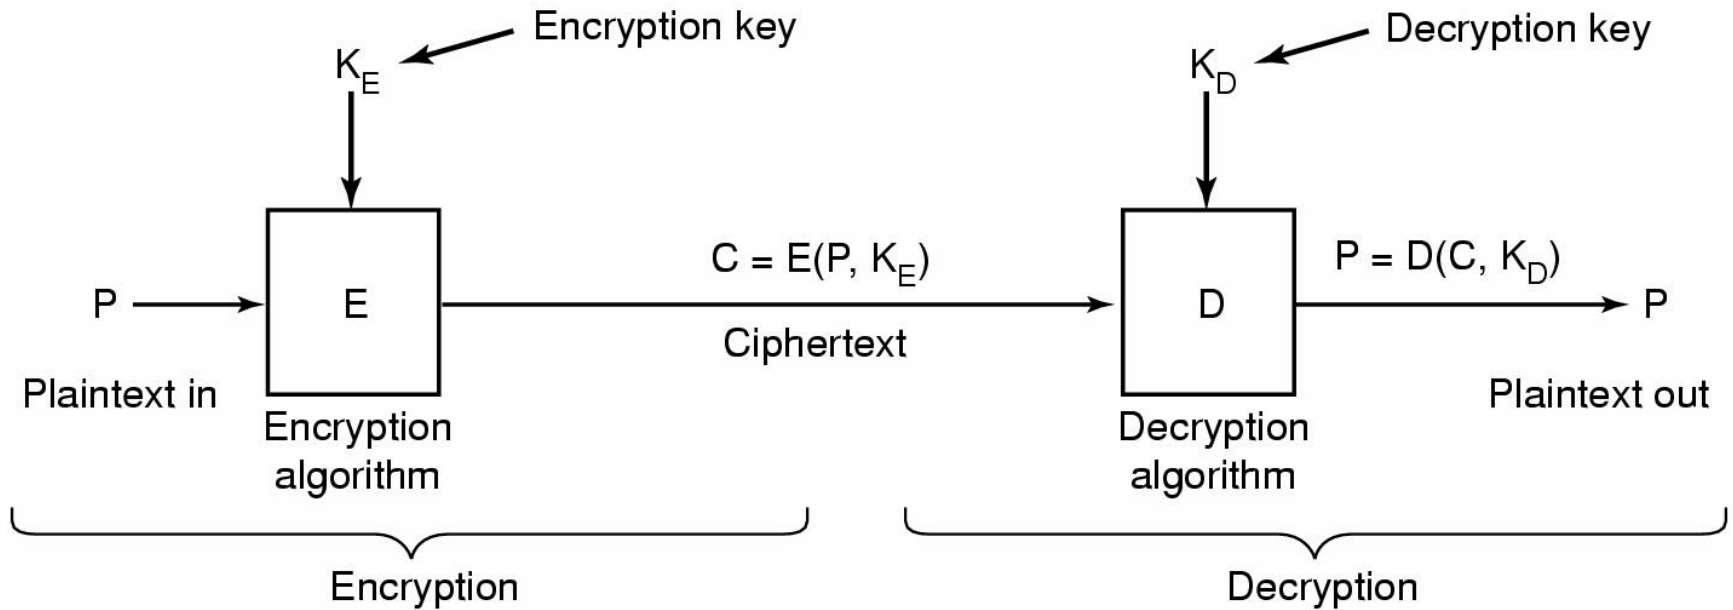 Encryption key
Decryption key
K_E
K_D
C = E(P, K_E)
P = D(C, K_D)
P
E
D
P
Ciphertext
Plaintext in
Plaintext out
Encryption
algorithm
Decryption
algorithm
Encryption
Decryption